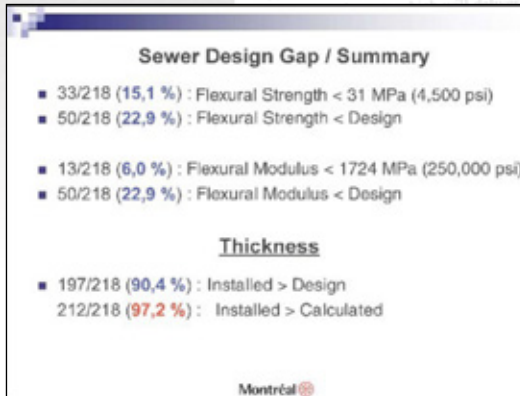 Sewer Design Gap / Summary
33/218 (15,1 %) : Flexural Strength < 31 MPa (4,500 psi)
50/218 (22,9 %) : Flexural Strength < Design
13/218 (6,0 %) : Flexural Modulus < 1724 MPa (250,000 psi)
50/218 (22,9 %) : Flexural Modulus < Design
Thickness
197/218 (90,4 %) : Installed > Design
212/218 (97,2 %) : Installed > Calculated
Montréal